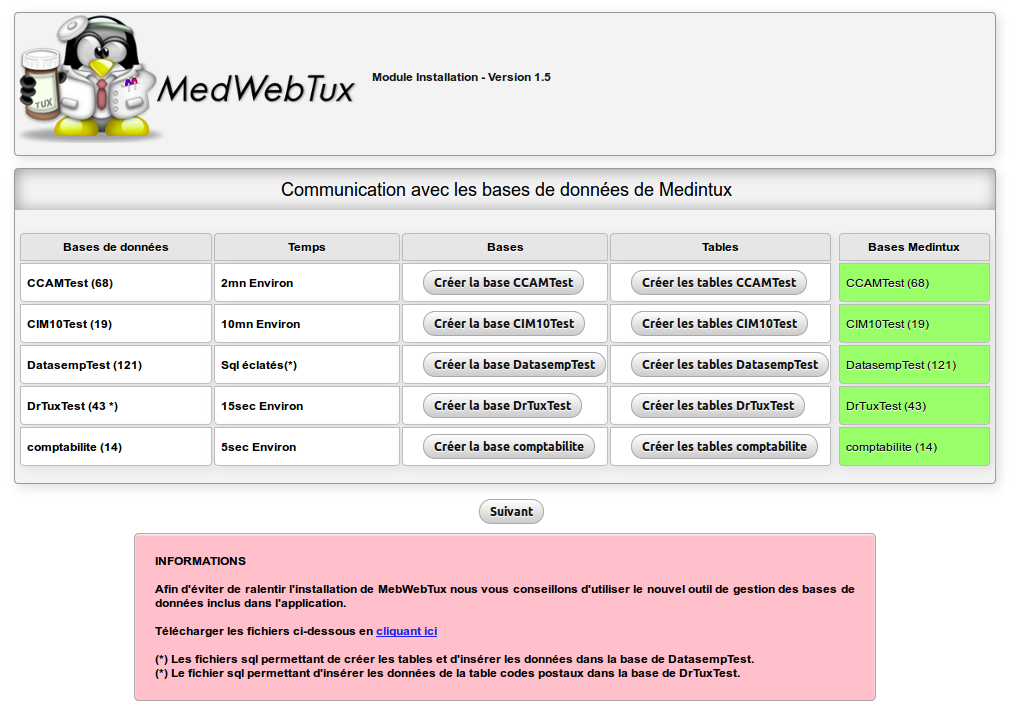 TUX
MedWebTux
Module Installation - Version 1.5
Communication avec les bases de données de Medintux
Bases de données Temps Bases Tables Bases Medintux
CCAMTest (68) 2mn Environ Créer la base CCAMTest Créer les tables CCAMTest CCAMTest (68)
CIM10Test (19) 10mn Environ Créer la base CIM10Test Créer les tables CIM10Test CIM10Test (19)
DatasempTest (121) Sql éclatés(*) Créer la base DatasempTest Créer les tables DatasempTest DatasempTest (121)
DrTuxTest (43 *) 15sec Environ Créer la base DrTuxTest Créer les tables DrTuxTest DrTuxTest (43)
comptabilite (14) 5sec Environ Créer la base comptabilite Créer les tables comptabilite comptabilite (14)
Suivant
INFORMATIONS
Afin d'éviter de ralentir l'installation de MebWebTux nous vous conseillons d'utiliser le nouvel outil de gestion des bases de
données inclus dans l'application.
Télécharger les fichiers ci-dessous en cliquant ici
(*) Les fichiers sql permettant de créer les tables et d'insérer les données dans la base de DatasempTest.
(*) Le fichier sql permettant d'insérer les données de la table codes postaux dans la base de DrTuxTest.